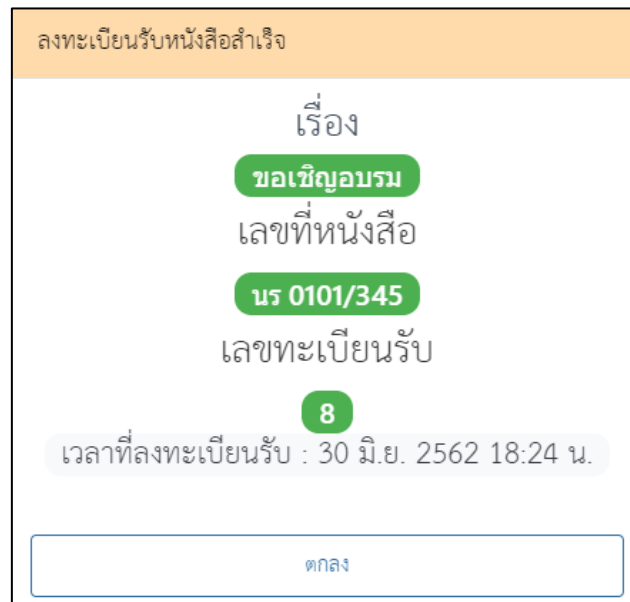 ลงทะเบียนรับหนังสือสำเร็จ
เรื่อง
ขอเชิญอบรม
เลขที่หนังสือ
นร 0101/345
เลขทะเบียนรับ
8
เวลาที่ลงทะเบียนรับ : 30 มิ.ย. 2562 18:24 น.
ตกลง